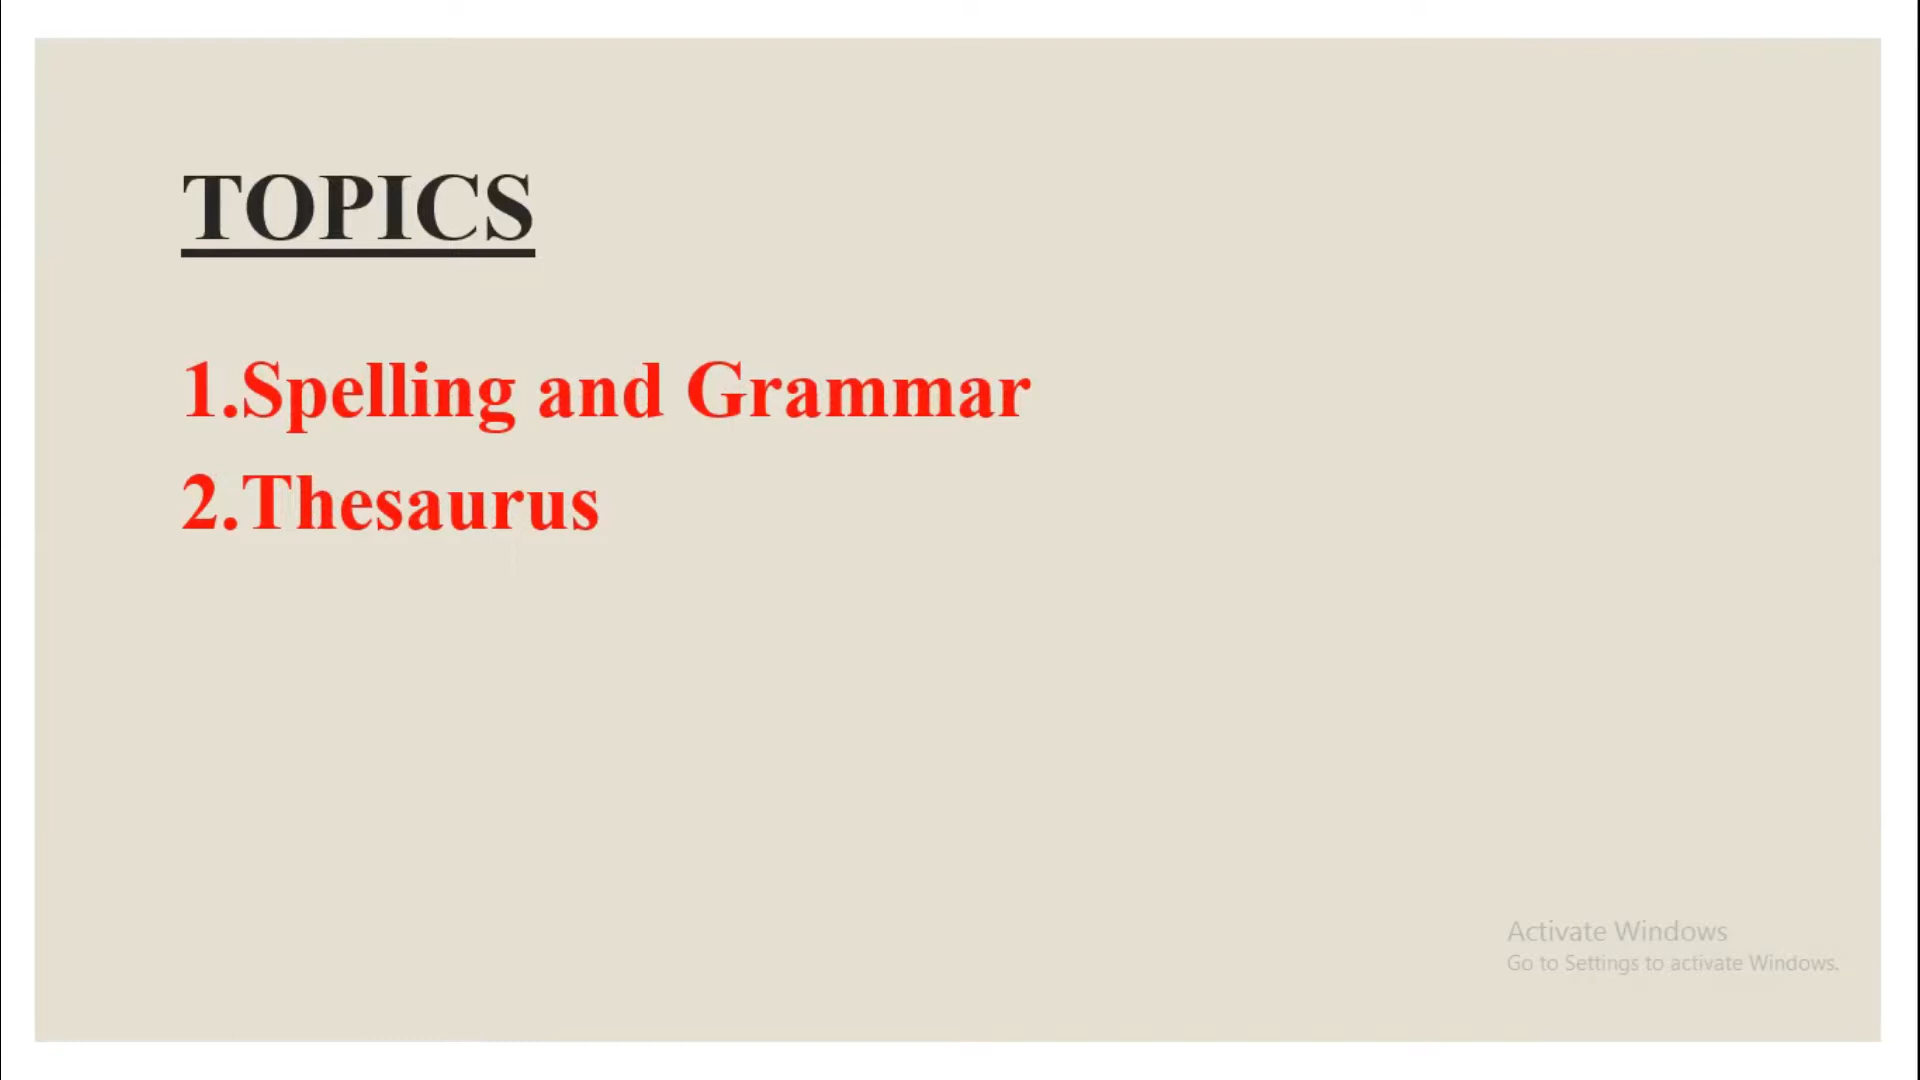 TOPICS
1.Spelling and Grammar
2.Thesaurus
Activate Windows
Go to Settings to activate Windows.